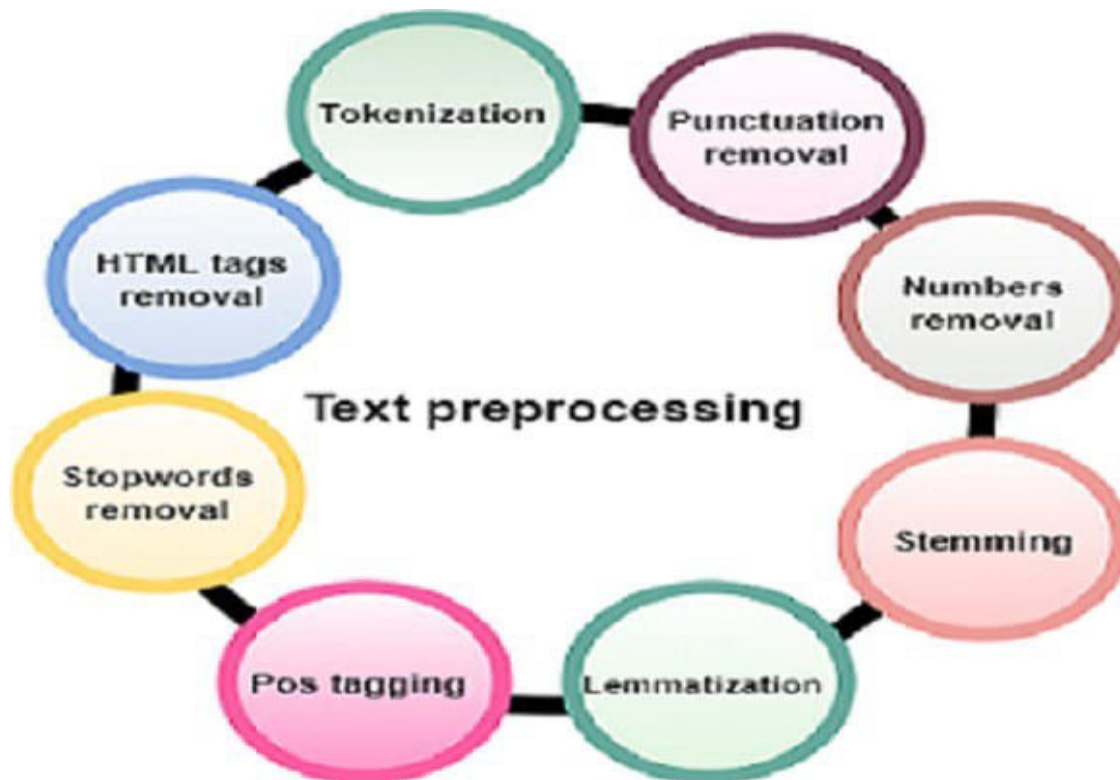 Tokenization
Punctuation
removal
HTML tags
removal
Numbers
removal
Text preprocessing
Stopwords
removal
Stemming
Pos tagging
Lemmatization